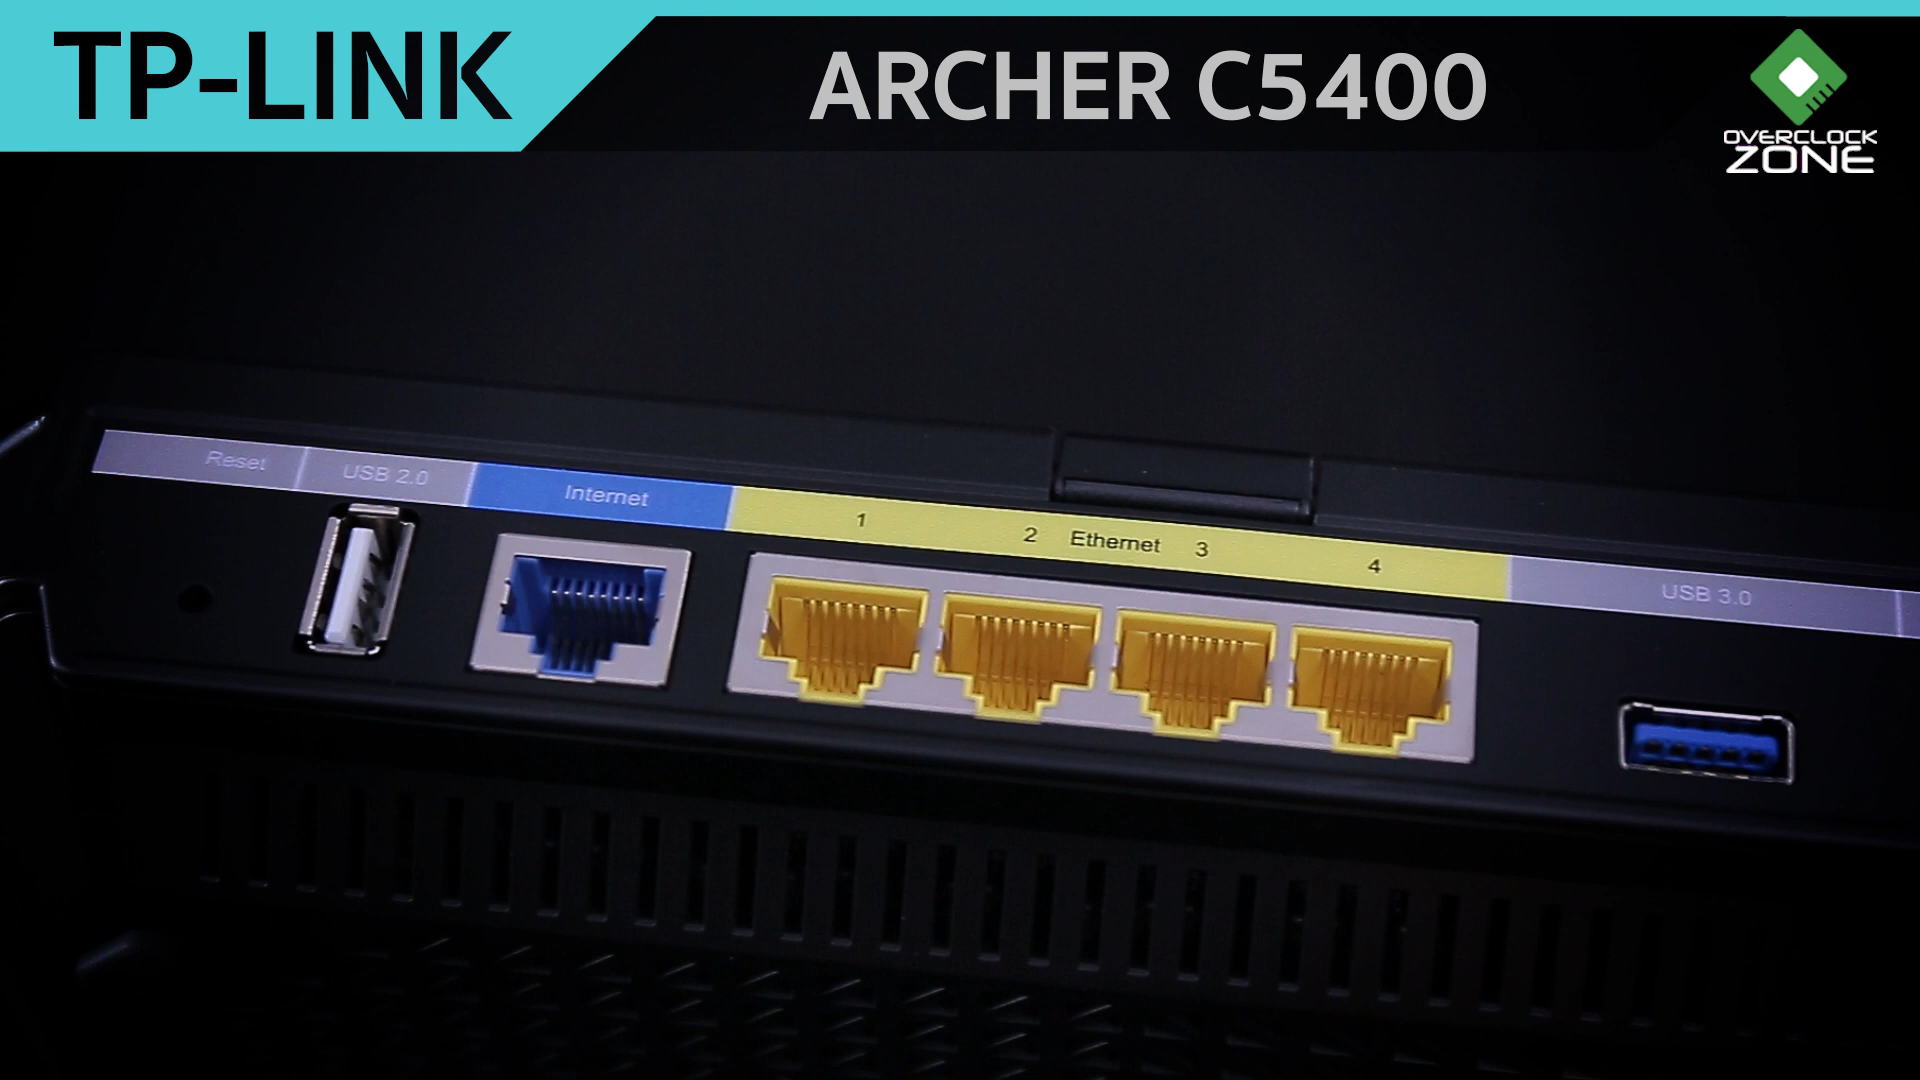 TP-LINK
ARCHER C5400
OVERCLOCK
ZONE
Reset
USB 2.0
Internet
1
2
Ethernet
3
4
USB 3.0